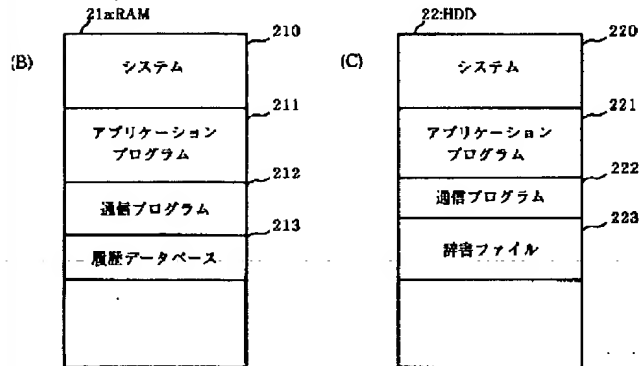 21a:RAM
210
(B)
システム
211
アプリケーション
プログラム
212
通信プログラム
213
履歴データベース
22:HDD
220
(C)
システム
221
アプリケーション
プログラム
222
通信プログラム
223
辞書ファイル